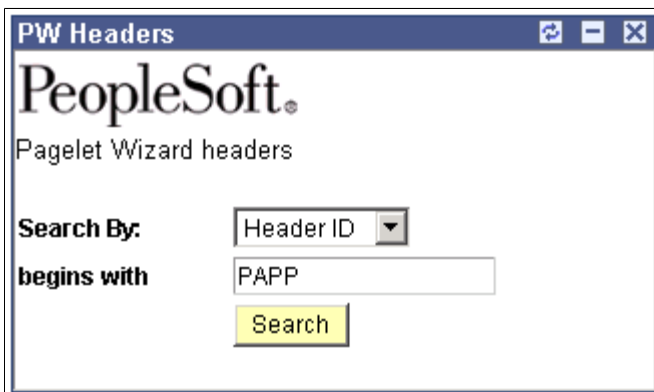 PW Headers
PeopleSoft®
Pagelet Wizard headers
Search By: Header ID
begins with PAPP
Search